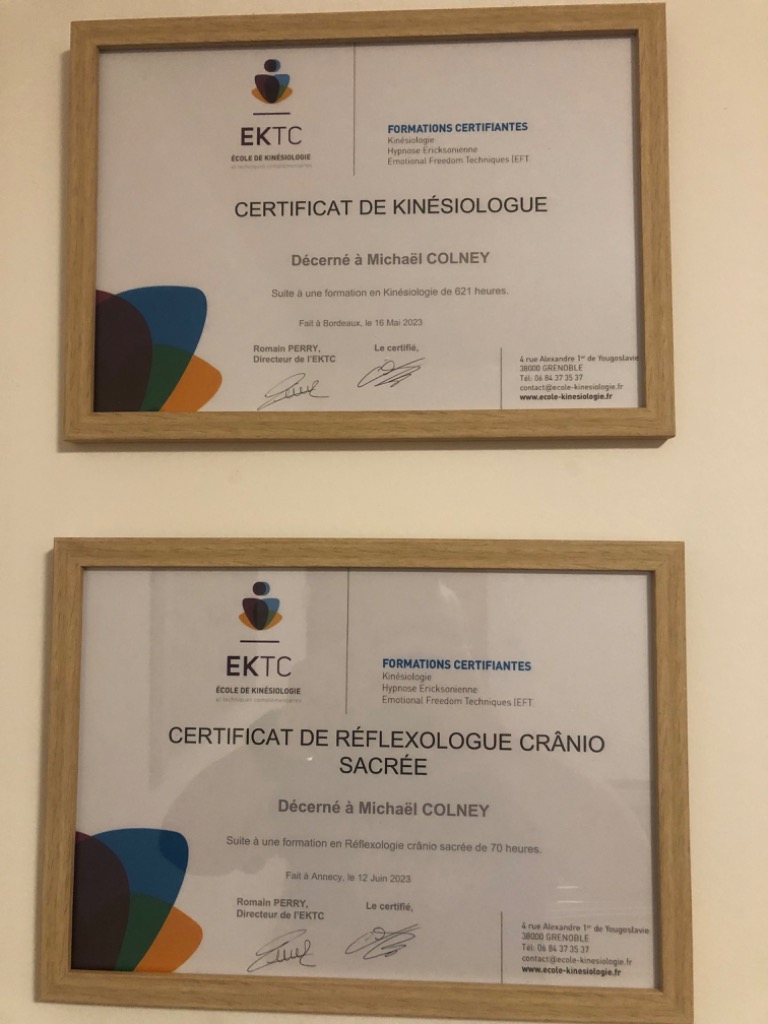 EKTC
ÉCOLE DE KINÉSIOLOGIE
et techniques complémentaires
FORMATIONS CERTIFIANTES
Kinésiologie
Hypnose Ericksonienne
Emotional Freedom Techniques (EFT
CERTIFICAT DE KINÉSIOLOGUE
Décerné à Michaël COLNEY
Suite à une formation en Kinésiologie de 621 heures.
Fait à Bordeaux, le 16 Mai 2023
Romain PERRY,
Directeur de l'EKTC
Le certifié,
4 rue Alexandre 1er de Yougoslavie
38000 GRENOBLE
Tél: 06 84 37 35 37
contact@ecole-kinesiologie.fr
www.ecole-kinesiologie.fr
EKTC
ÉCOLE DE KINÉSIOLOGIE
et techniques complémentaires
FORMATIONS CERTIFIANTES
Kinésiologie
Hypnose Ericksonienne
Emotional Freedom Techniques (EFT
CERTIFICAT DE RÉFLEXOLOGUE CRÂNIO
SACRÉE
Décerné à Michaël COLNEY
Suite à une formation en Réflexologie crânio sacrée de 70 heures.
Fait à Annecy, le 12 Juin 2023
Romain PERRY,
Directeur de l'EKTC
Le certifié,
4 rue Alexandre 1er de Yougoslavie
38000 GRENOBLE
Tél: 06 84 37 35 37
contact@ecole-kinesiologie.fr
www.ecole-kinesiologie.fr